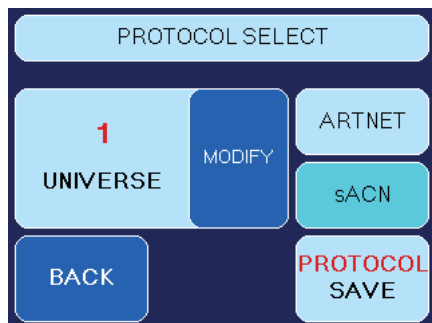 PROTOCOL SELECT
1
UNIVERSE
MODIFY
ARTNET
sACN
BACK
PROTOCOL
SAVE